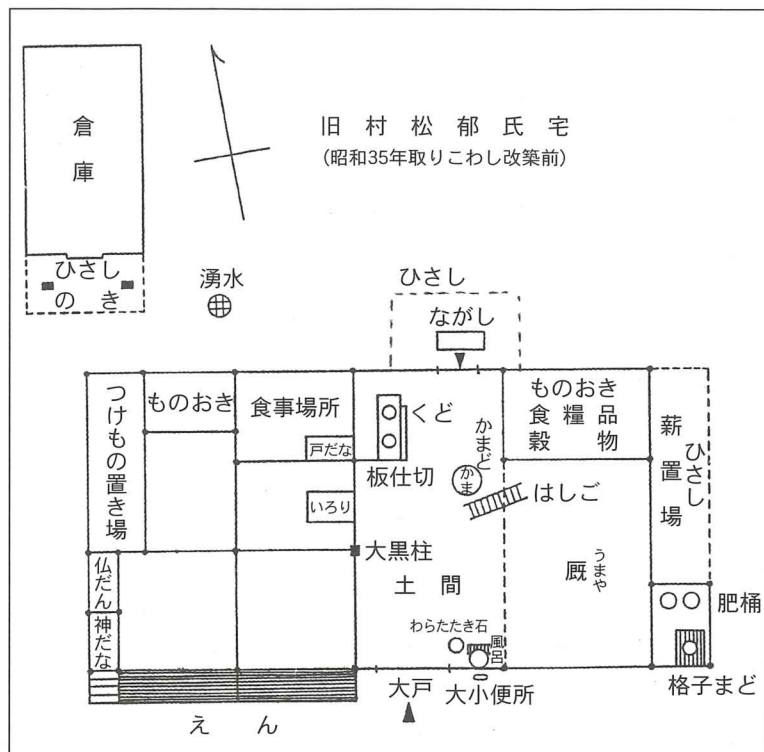 倉庫
旧村松郁氏宅
(昭和35年取りこわし改築前)
ひさし
のき
湧水
ひさし
ながし
つけもの置き場
ものおき
食事場所
戸だな
くど
板仕切
かまど
かま
はしご
ものおき
食糧品
穀物
薪置場
ひさし
いろり
大黒柱
土間
厩
うまや
仏だん
神だな
わらたたき石
風呂
肥桶
大戸
大小便所
格子まど
えん